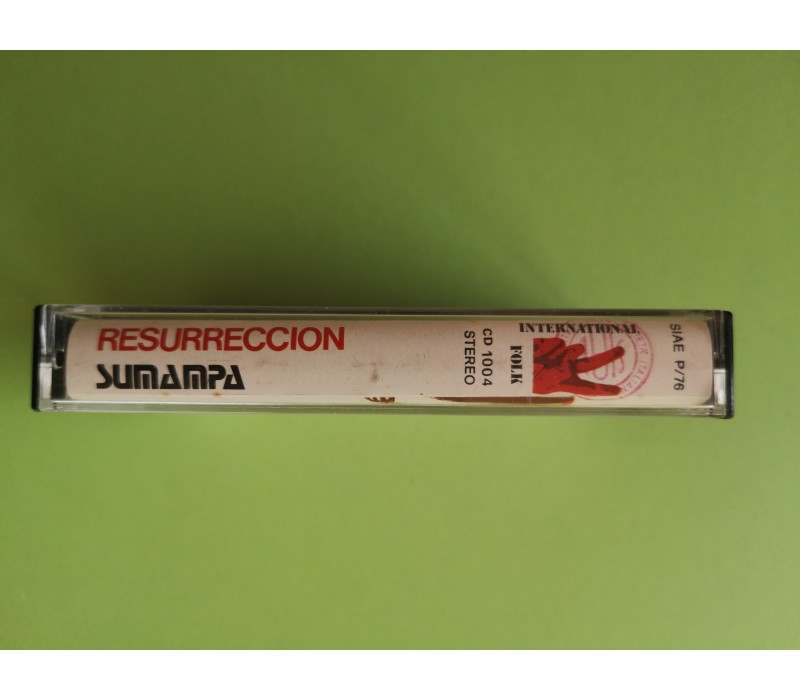 RESURRECCION
SUMAMPA
CD 1004
STEREO
INTERNATIONAL
FOLK
SIAE P/76